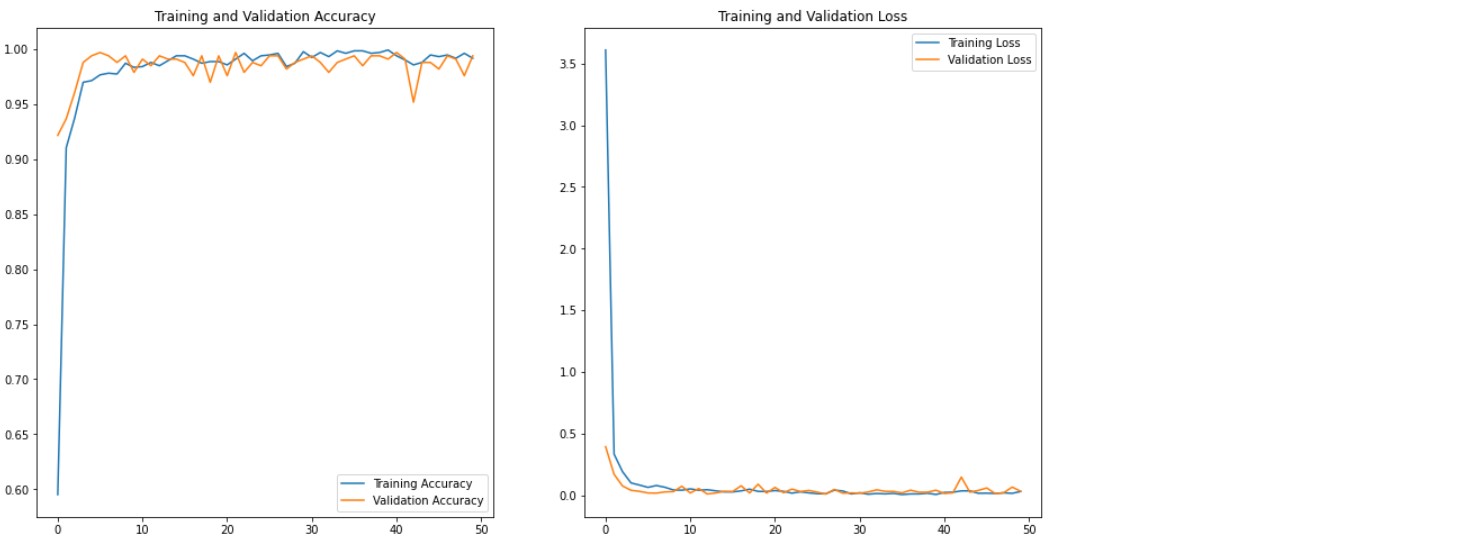 Training and Validation Accuracy
1.00
0.95
0.90
0.85
0.80
0.75
0.70
0.65
0.60
Training Accuracy
Validation Accuracy
0 10 20 30 40 50
Training and Validation Loss
Training Loss
Validation Loss
3.5
3.0
2.5
2.0
1.5
1.0
0.5
0.0
0 10 20 30 40 50